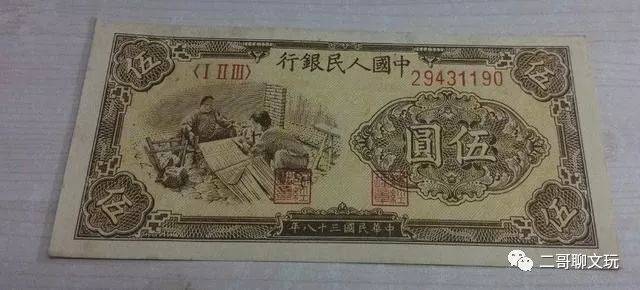 伍
伍
中國人民銀行
〈I II III〉
29431190
伍圓
伍
伍
中華民國三十八年
二哥聊文玩